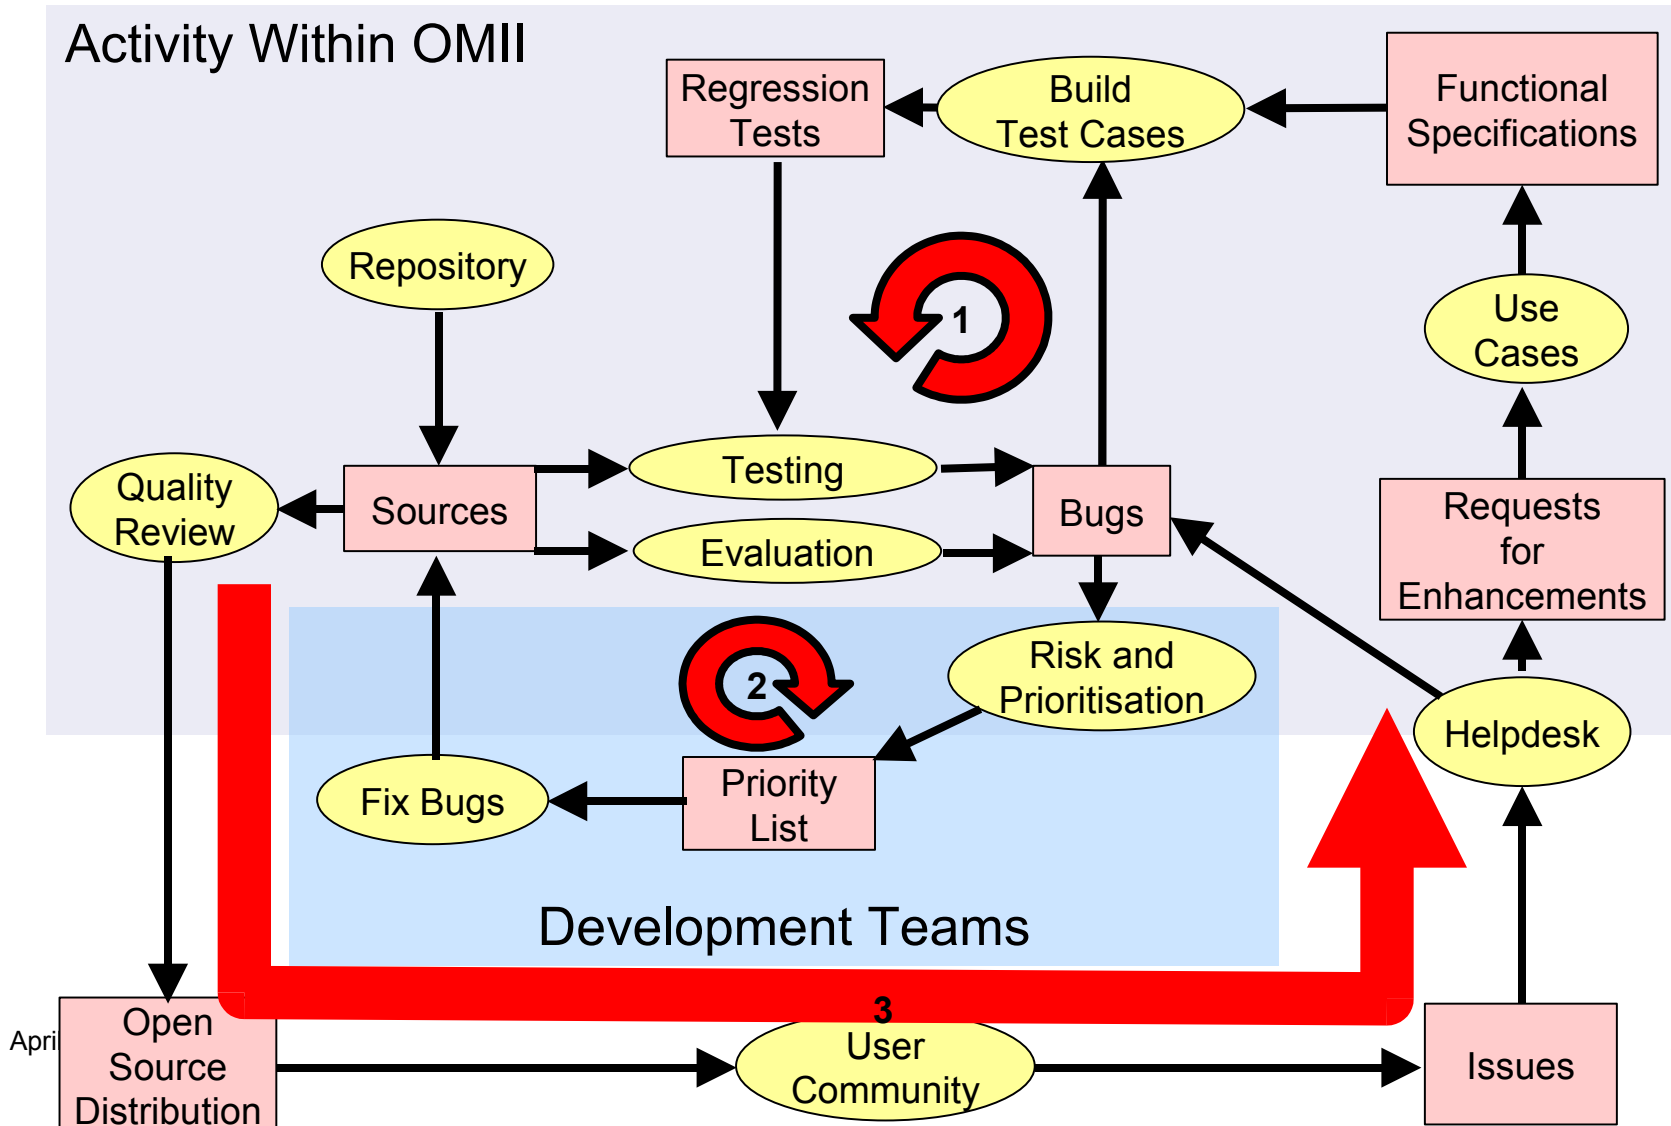 Activity Within OMII
Regression
Tests
Build
Test Cases
Functional
Specifications
Repository
1
Use
Cases
Quality
Review
Sources
Testing
Evaluation
Bugs
Requests
for
Enhancements
2
Risk and
Prioritisation
Helpdesk
Fix Bugs
Priority
List
Development Teams
3
April
Open
Source
Distribution
User
Community
Issues